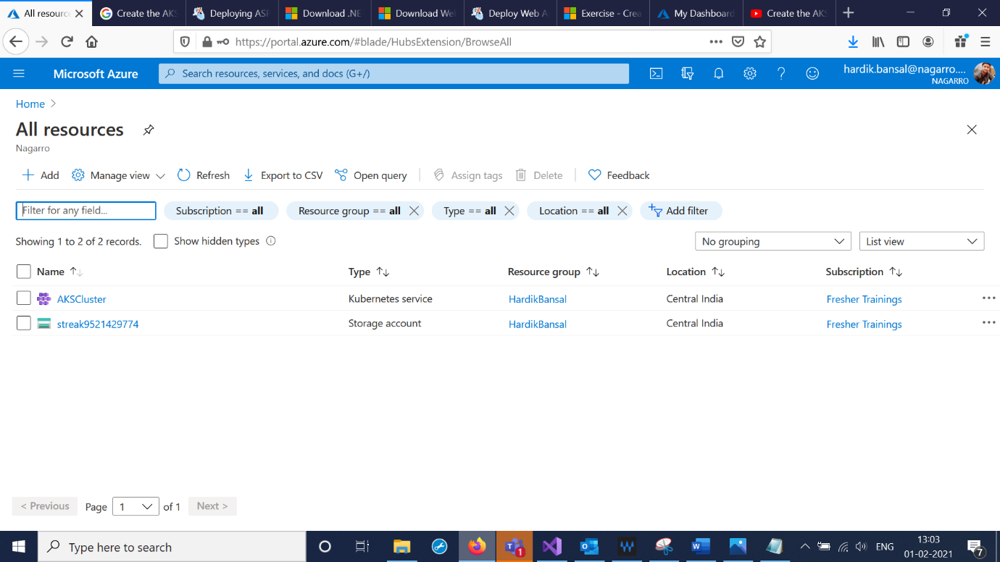 All resourc
Create the AKS
Deploying ASP
Download .NE
Download We
Deploy Web A
Exercise - Crea
My Dashboard
Create the AKS
https://portal.azure.com/#blade/HubsExtension/BrowseAll
Microsoft Azure
Search resources, services, and docs (G+/)
hardik.bansal@nagarro....
NAGARRO
Home
All resources
Nagarro
Add
Manage view
Refresh
Export to CSV
Open query
Assign tags
Delete
Feedback
Filter for any field...
Subscription == all
Resource group == all
Type == all
Location == all
Add filter
Showing 1 to 2 of 2 records.
Show hidden types
No grouping
List view
Name
Type
Resource group
Location
Subscription
AKSCluster
Kubernetes service
HardikBansal
Central India
Fresher Trainings
streak9521429774
Storage account
HardikBansal
Central India
Fresher Trainings
< Previous
Page
1
of 1
Next >
Type here to search
1
ENG
13:03
01-02-2021
7